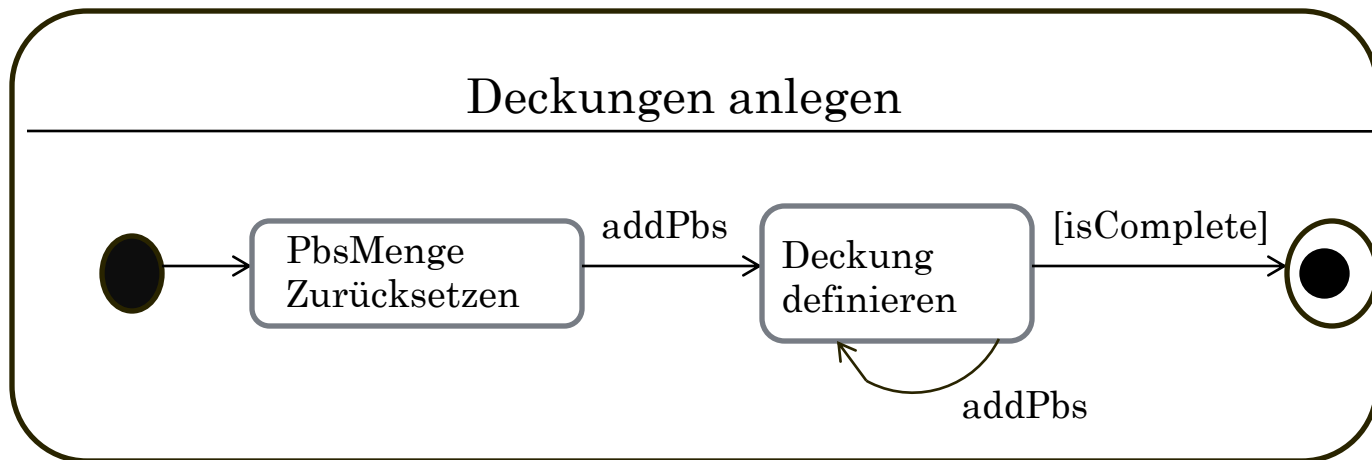 Deckungen anlegen
addPbs
[isComplete]
PbsMenge
Zurücksetzen
Deckung
definieren
addPbs